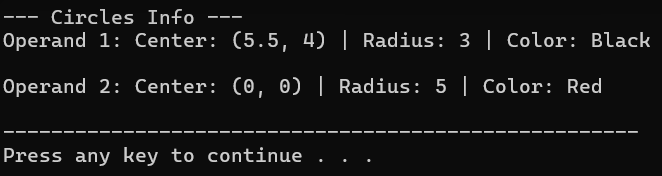 --- Circles Info ---
Operand 1: Center: (5.5, 4) | Radius: 3 | Color: Black
Operand 2: Center: (0, 0) | Radius: 5 | Color: Red
-----------------------------------------------------
Press any key to continue . . .